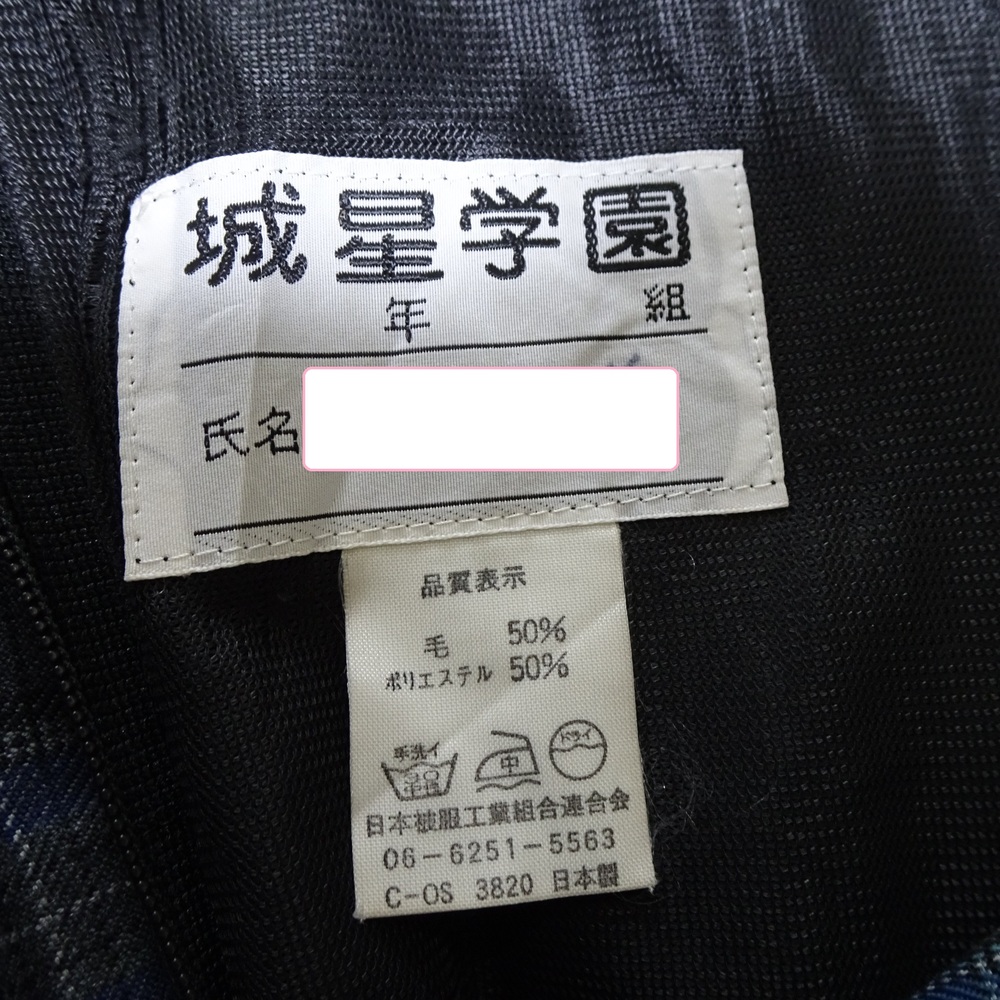 城星学園
年 組
氏名
品質表示
毛 50%
ポリエステル 50%
手洗イ 中 ドライ
日本被服工業組合連合会
06-6251-5563
C-OS 3820 日本製